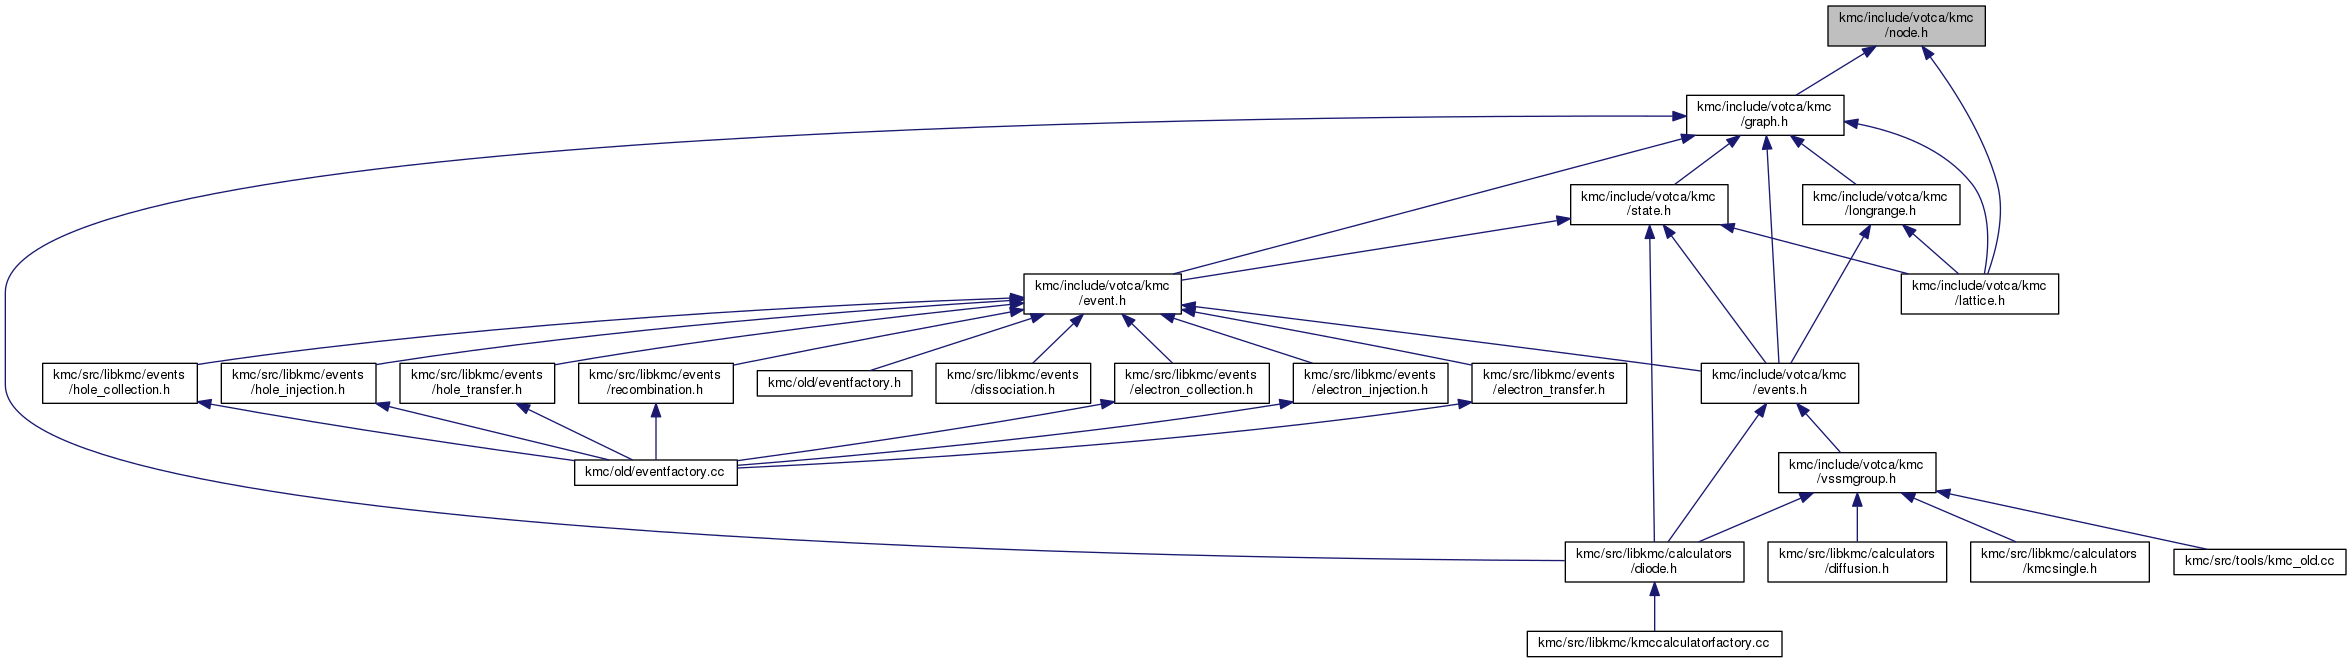 kmc/include/votca/kmc
/node.h
kmc/include/votca/kmc
/graph.h
kmc/include/votca/kmc
/state.h
kmc/include/votca/kmc
/longrange.h
kmc/include/votca/kmc
/event.h
kmc/include/votca/kmc
/lattice.h
kmc/src/libkmc/events
/hole_collection.h
kmc/src/libkmc/events
/hole_injection.h
kmc/src/libkmc/events
/hole_transfer.h
kmc/src/libkmc/events
/recombination.h
kmc/old/eventfactory.h
kmc/src/libkmc/events
/dissociation.h
kmc/src/libkmc/events
/electron_collection.h
kmc/src/libkmc/events
/electron_injection.h
kmc/src/libkmc/events
/electron_transfer.h
kmc/include/votca/kmc
/events.h
kmc/old/eventfactory.cc
kmc/include/votca/kmc
/vssmgroup.h
kmc/src/libkmc/calculators
/diode.h
kmc/src/libkmc/calculators
/diffusion.h
kmc/src/libkmc/calculators
/kmcsingle.h
kmc/src/tools/kmc_old.cc
kmc/src/libkmc/kmccalculatorfactory.cc